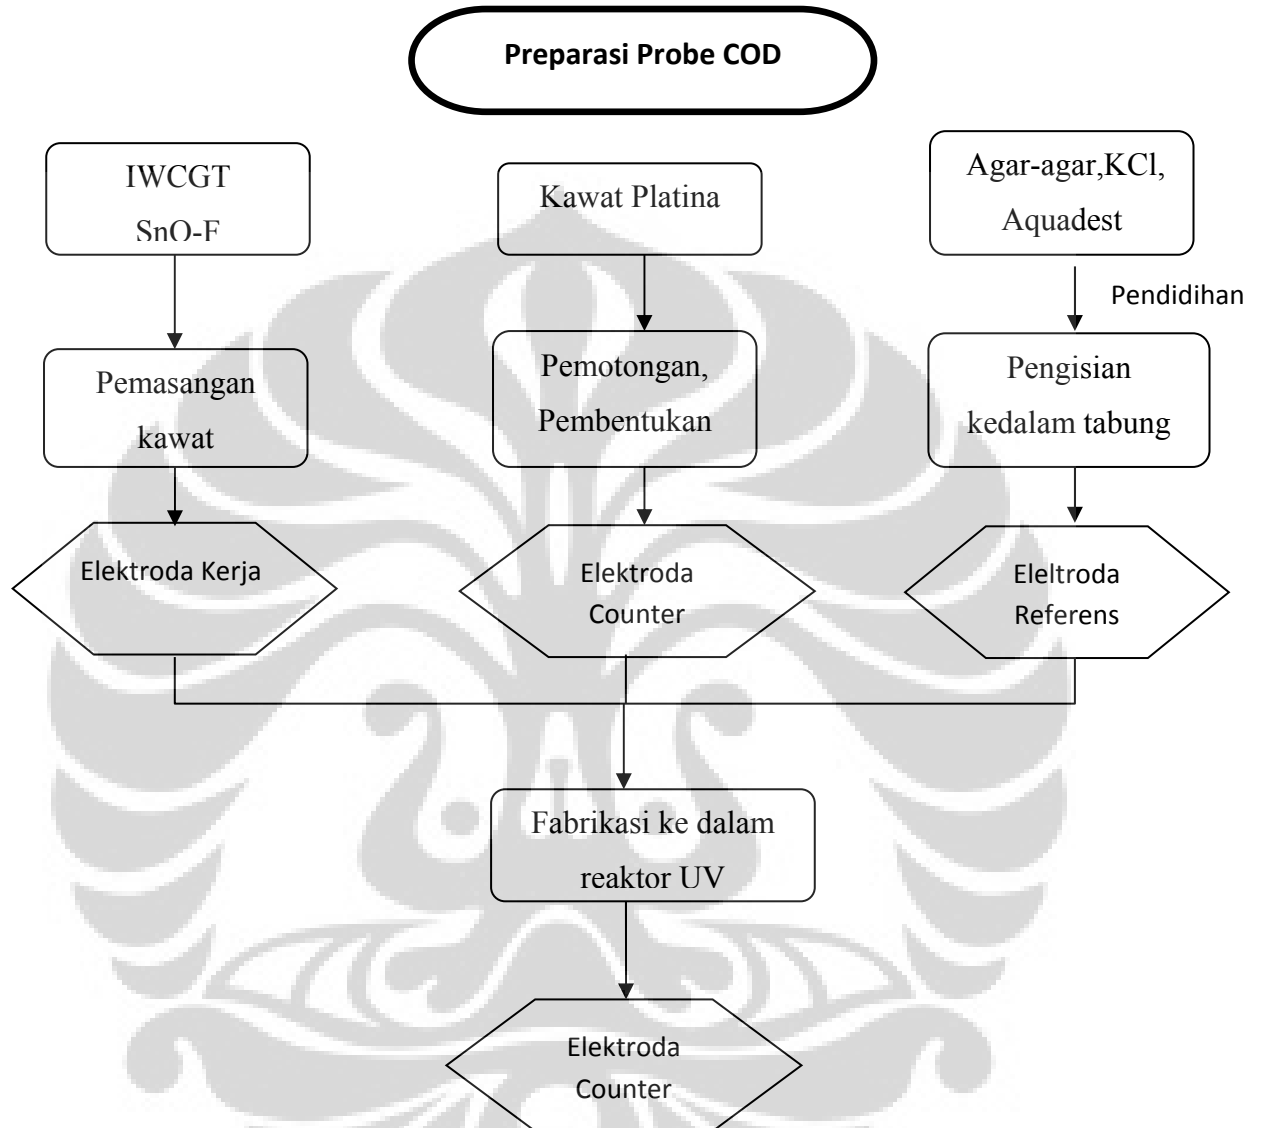 Preparasi Probe COD
IWCGT
SnO-F
Kawat Platina
Agar-agar,KCl,
Aquadest
Pendidihan
Pemasangan
kawat
Pemotongan,
Pembentukan
Pengisian
kedalam tabung
Elektroda Kerja
Elektroda
Counter
Eleltroda
Referens
Fabrikasi ke dalam
reaktor UV
Elektroda
Counter